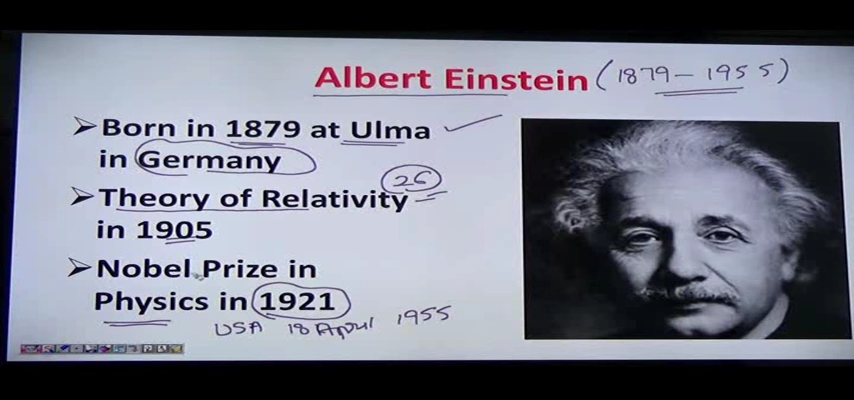 Albert Einstein (1879-1955)
➤ Born in 1879 at Ulma
in Germany
26
➤ Theory of Relativity
in 1905
➤ Nobel Prize in
Physics in 1921
USA 18 April 1955